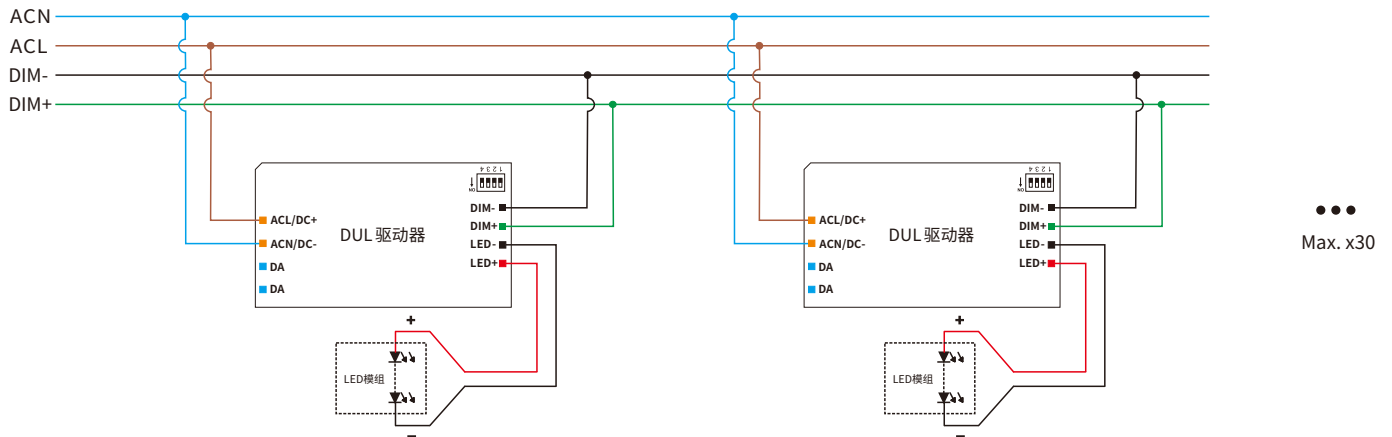 ACN
ACL
DIM-
DIM+
1 2 3 4
ON
ACL/DC+
ACN/DC-
DA
DA
DUL 驱动器
DIM-
DIM+
LED-
LED+
+
LED模组
-
1 2 3 4
ON
ACL/DC+
ACN/DC-
DA
DA
DUL 驱动器
DIM-
DIM+
LED-
LED+
+
LED模组
-
Max. x30